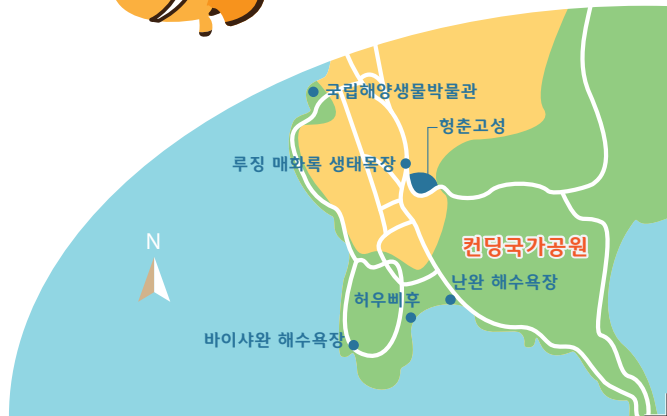 국립해양생물박물관
헝춘고성
루징 매화록 생태목장
N
컨딩국가공원
난완 해수욕장
허우삐후
바이샤완 해수욕장